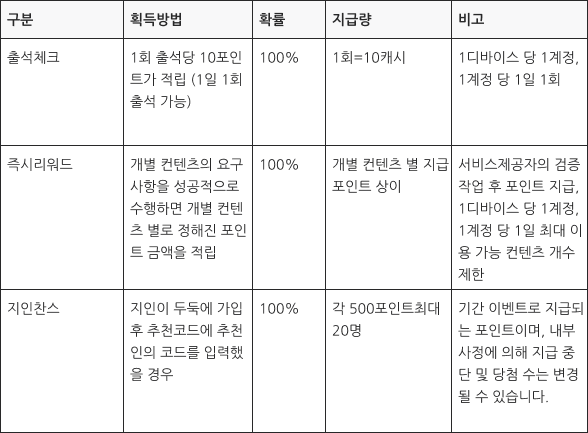 구분 획득방법 확률 지급량 비고
출석체크
1회 출석당 10포인
트가 적립 (1일 1회
출석 가능)
100%
1회=10캐시
1디바이스 당 1계정,
1계정 당 1일 1회
즉시리워드
개별 컨텐츠의 요구
사항을 성공적으로
수행하면 개별 컨텐
츠 별로 정해진 포인
트 금액을 적립
100%
개별 컨텐츠 별 지급
포인트 상이
서비스제공자의 검증
작업 후 포인트 지급,
1디바이스 당 1계정,
1계정 당 1일 최대 이
용 가능 컨텐츠 개수
제한
지인찬스
지인이 두둑에 가입
후 추천코드에 추천
인의 코드를 입력했
을 경우
100%
각 500포인트최대
20명
기간 이벤트로 지급되
는 포인트이며, 내부
사정에 의해 지급 중
단 및 당첨 수는 변경
될 수 있습니다.